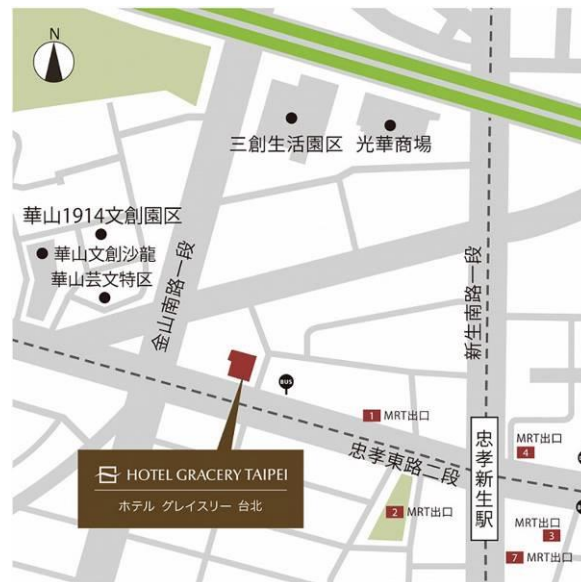 N
三創生活園区
光華商場
華山1914文創園区
華山文創沙龍
華山芸文特区
金山南路一段
新生南路一段
BUS
1 MRT出口
忠孝東路二段
MRT出口
4
忠孝新生駅
HOTEL GRACERY TAIPEI
ホテル グレイスリー 台北
2 MRT出口
MRT出口
3
MRT出口
7